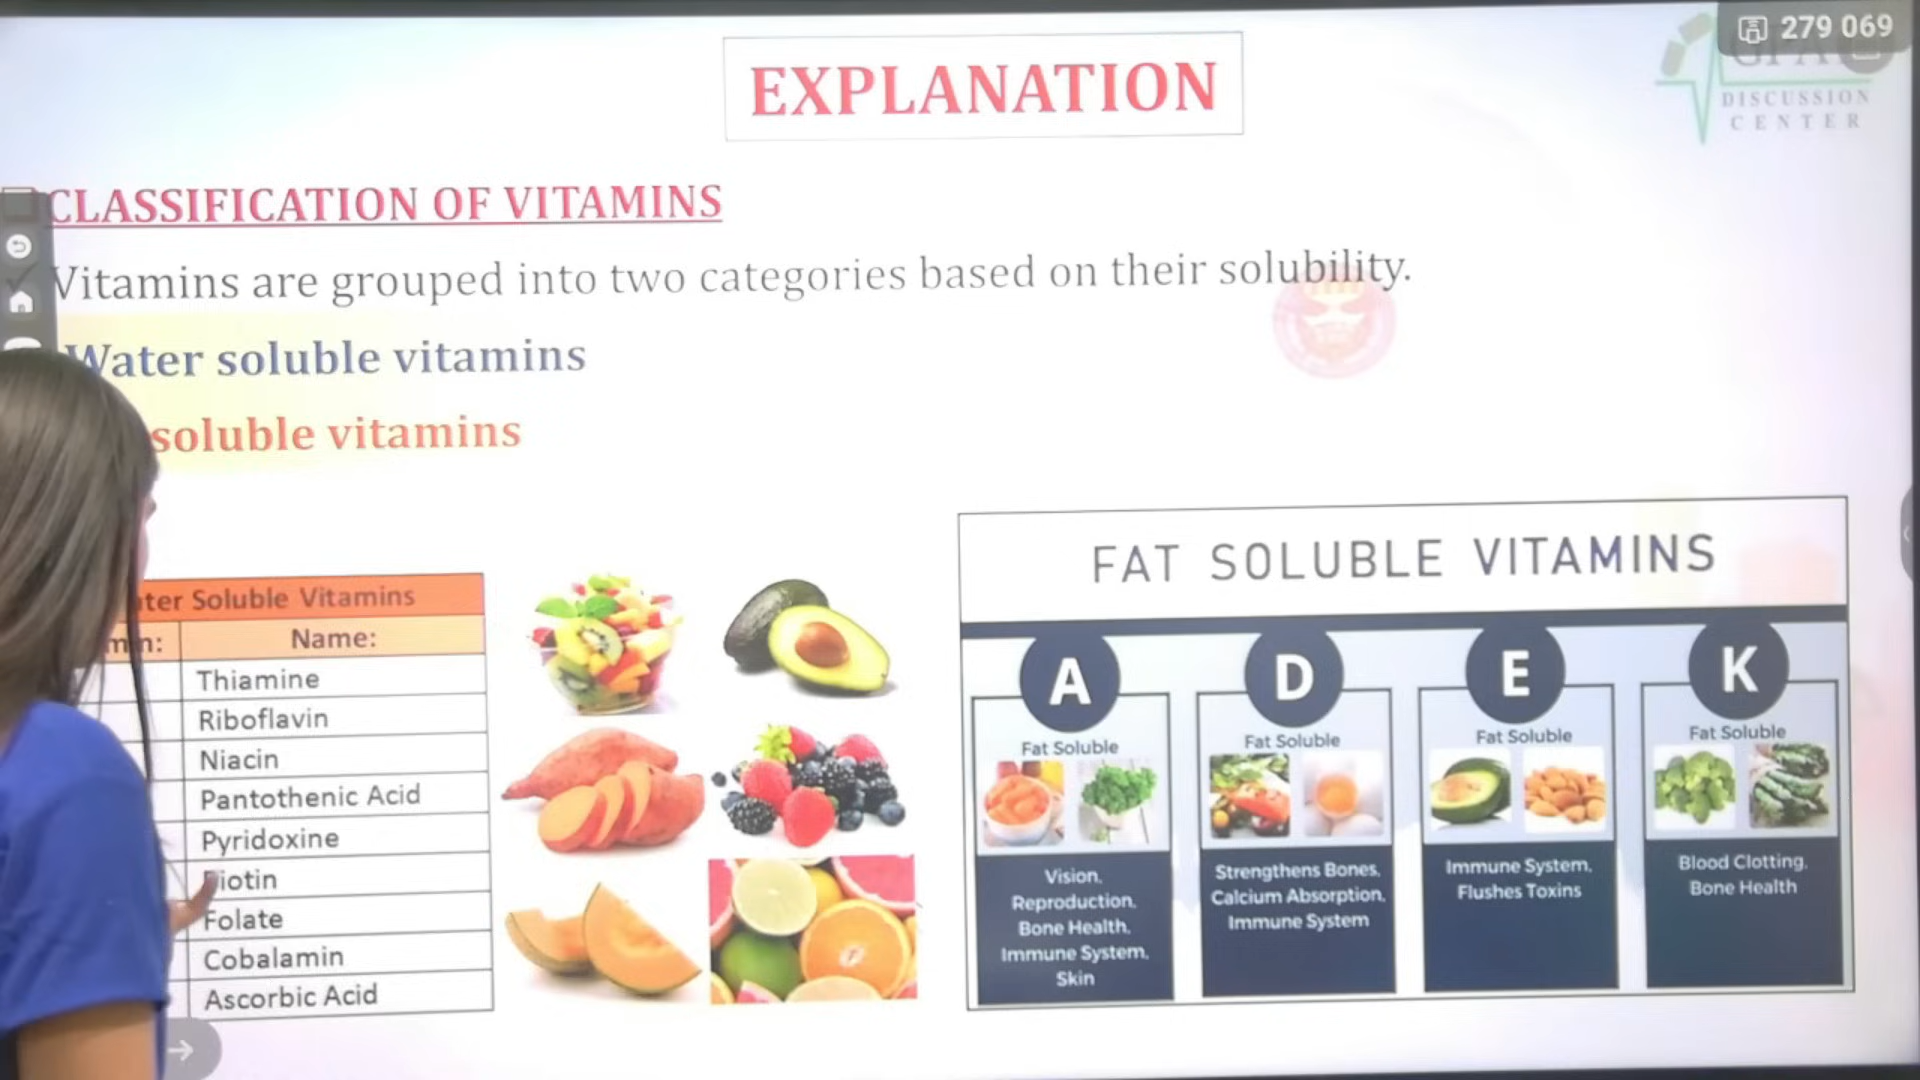 279 069
DISCUSSION
CENTER
EXPLANATION
CLASSIFICATION OF VITAMINS
Vitamins are grouped into two categories based on their solubility.
Water soluble vitamins
soluble vitamins
Soluble Vitamins
Name:
Thiamine
Riboflavin
Niacin
Pantothenic Acid
Pyridoxine
Biotin
Folate
Cobalamin
Ascorbic Acid
FAT SOLUBLE VITAMINS
A
Fat Soluble
Vision,
Reproduction,
Bone Health,
Immune System,
Skin
D
Fat Soluble
Strengthens Bones,
Calcium Absorption,
Immune System
E
Fat Soluble
Immune System,
Flushes Toxins
K
Fat Soluble
Blood Clotting,
Bone Health